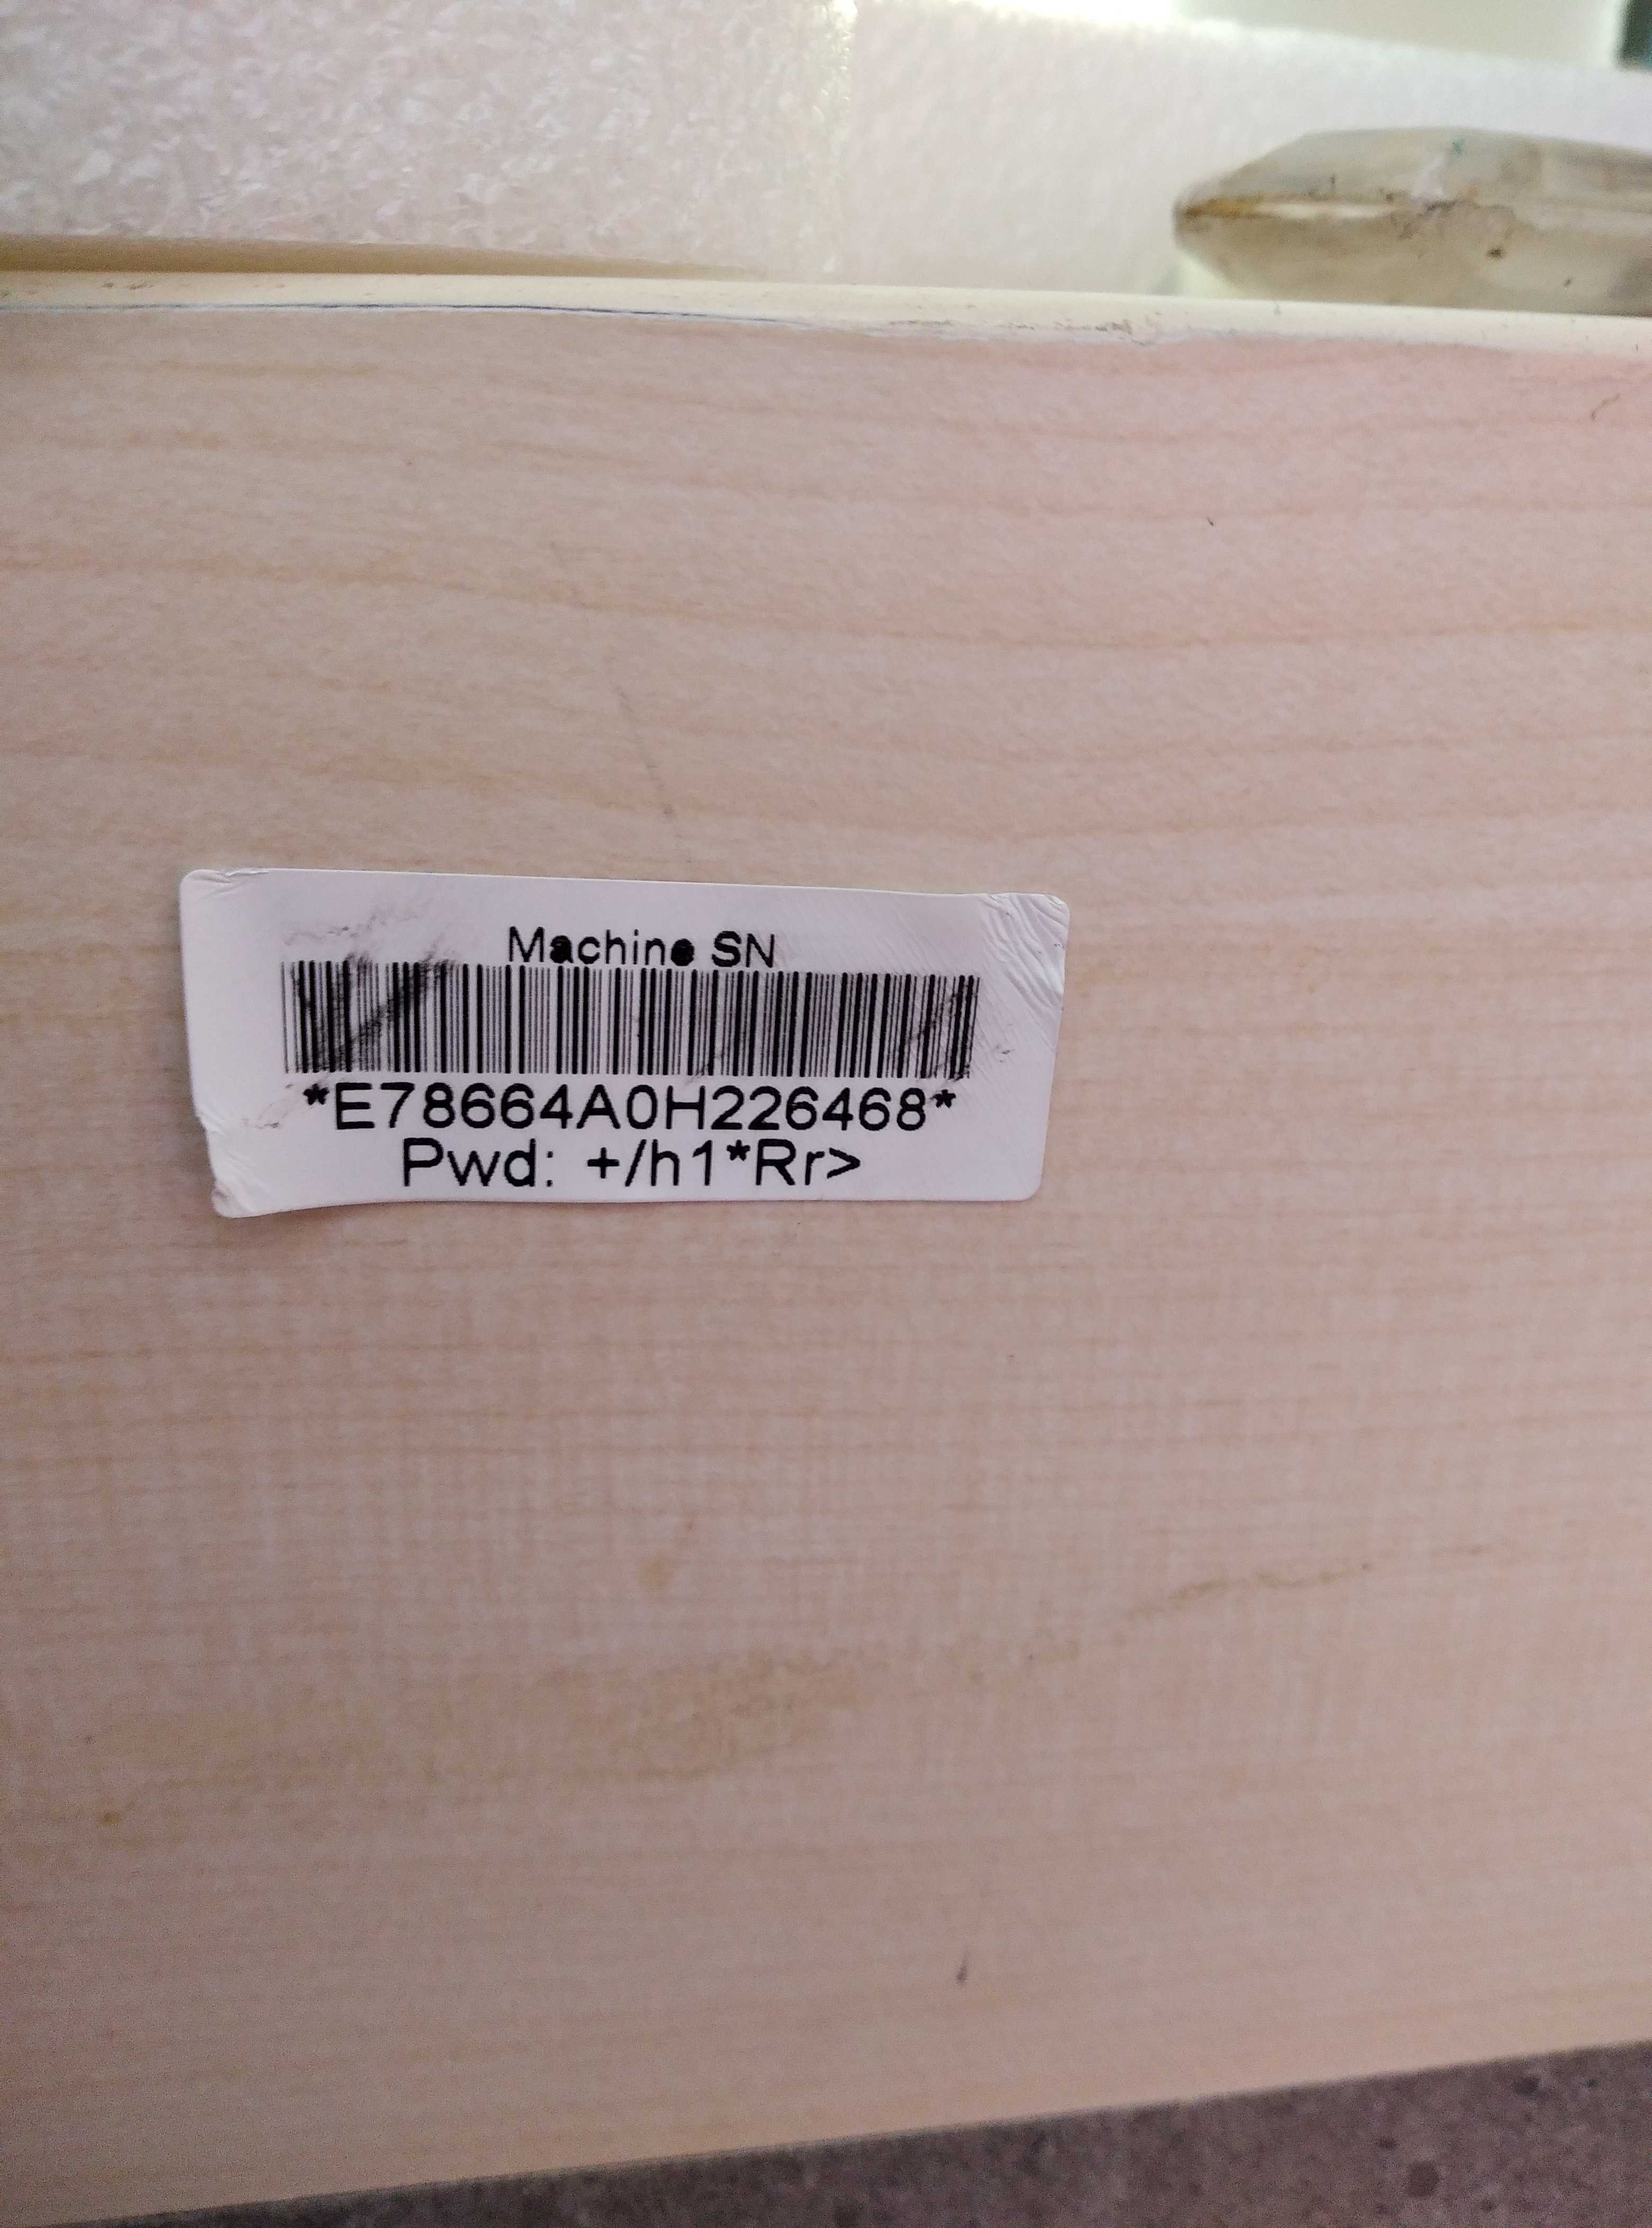 Machine SN
*E78664A0H226468*
Pwd: +/h1*Rr>